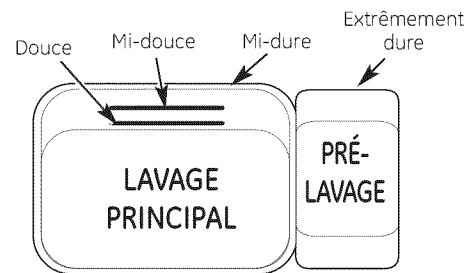 Douce
Mi-douce
Mi-dure
Extrêmement
dure
LAVAGE
PRINCIPAL
PRÉ-
LAVAGE